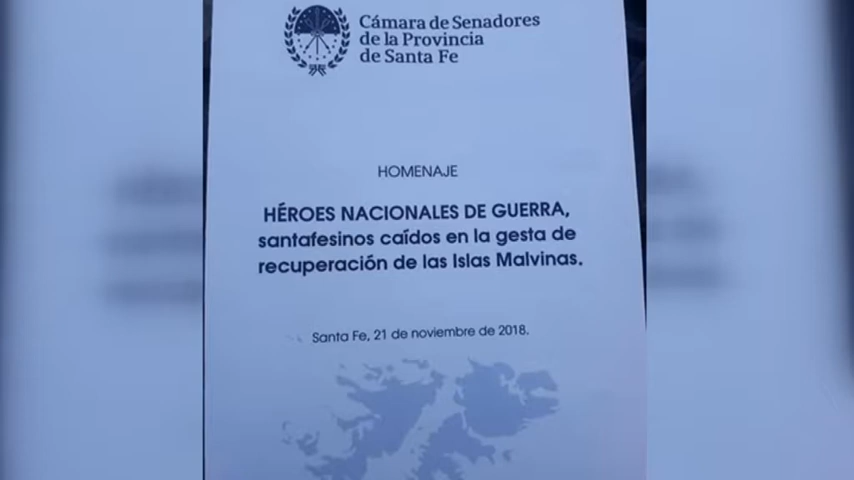 Cámara de Senadores
de la Provincia
de Santa Fe
HOMENAJE
HÉROES NACIONALES DE GUERRA,
santafesinos caídos en la gesta de
recuperación de las Islas Malvinas.
Santa Fe, 21 de noviembre de 2018.